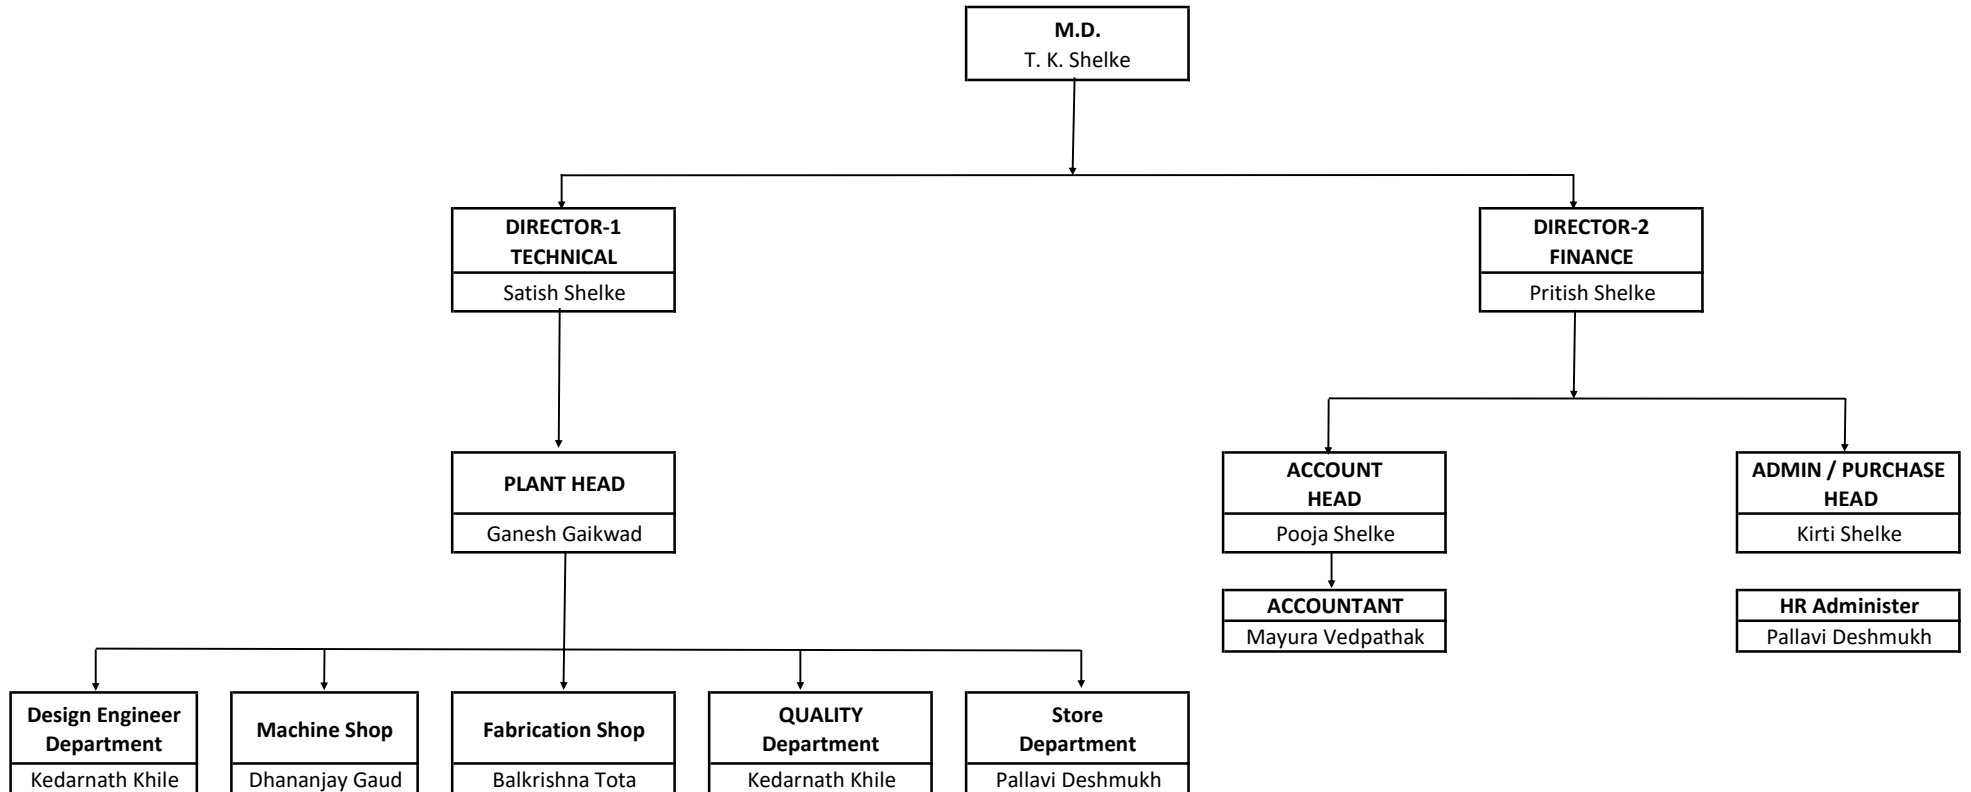 M.D.
T. K. Shelke
DIRECTOR-1
TECHNICAL
Satish Shelke
DIRECTOR-2
FINANCE
Pritish Shelke
PLANT HEAD
Ganesh Gaikwad
ACCOUNT
HEAD
Pooja Shelke
ADMIN / PURCHASE
HEAD
Kirti Shelke
ACCOUNTANT
Mayura Vedpathak
HR Administer
Pallavi Deshmukh
Design Engineer
Department
Kedarnath Khile
Machine Shop
Dhananjay Gaud
Fabrication Shop
Balkrishna Tota
QUALITY
Department
Kedarnath Khile
Store
Department
Pallavi Deshmukh